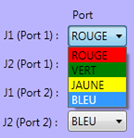 Port
J1 (Port 1) : ROUGE
ROUGE
J2 (Port 1) : VERT
JAUNE
J1 (Port 2) : BLEU
J2 (Port 2) : BLEU